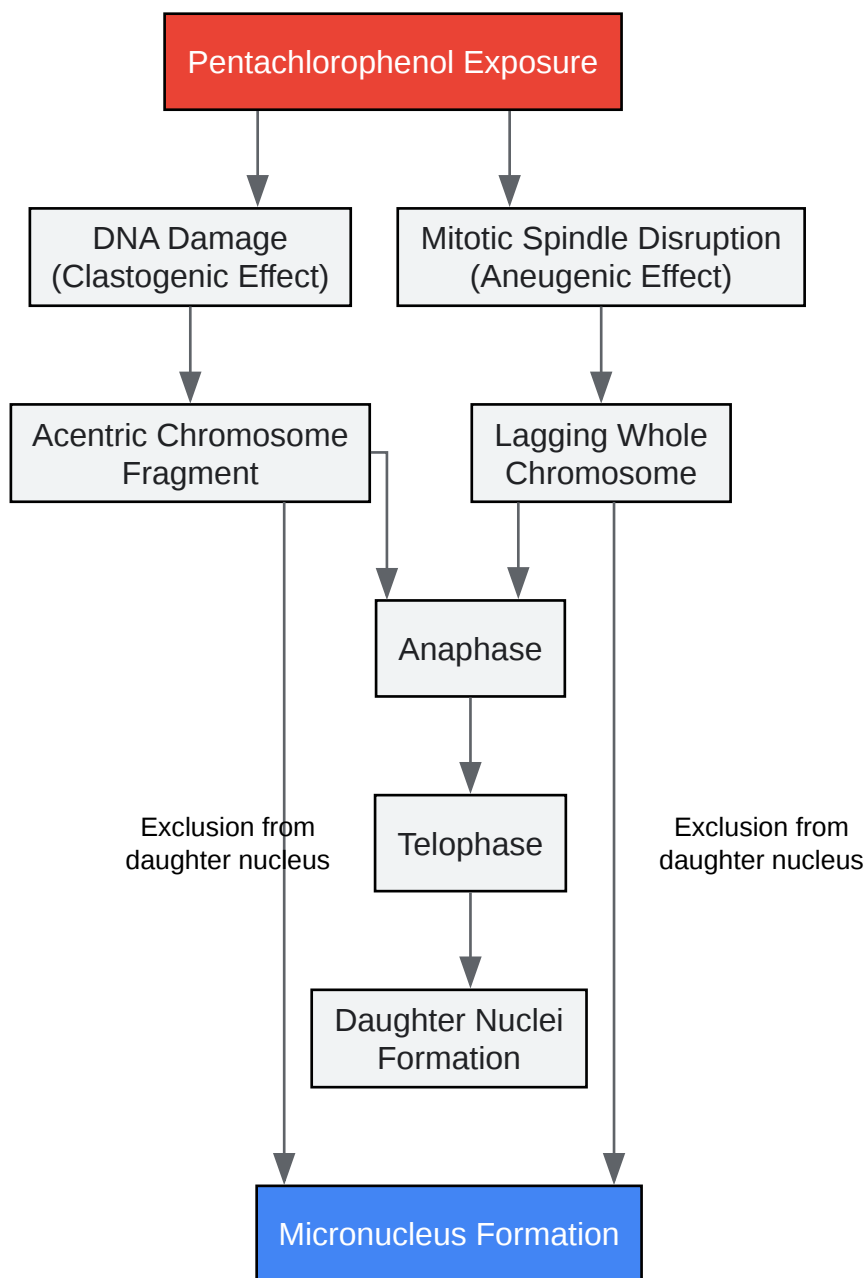 Pentachlorophenol Exposure
DNA Damage
(Clastogenic Effect)
Mitotic Spindle Disruption
(Aneugenic Effect)
Acentric Chromosome
Fragment
Lagging Whole
Chromosome
Anaphase
Exclusion from
daughter nucleus
Telophase
Exclusion from
daughter nucleus
Daughter Nuclei
Formation
Micronucleus Formation